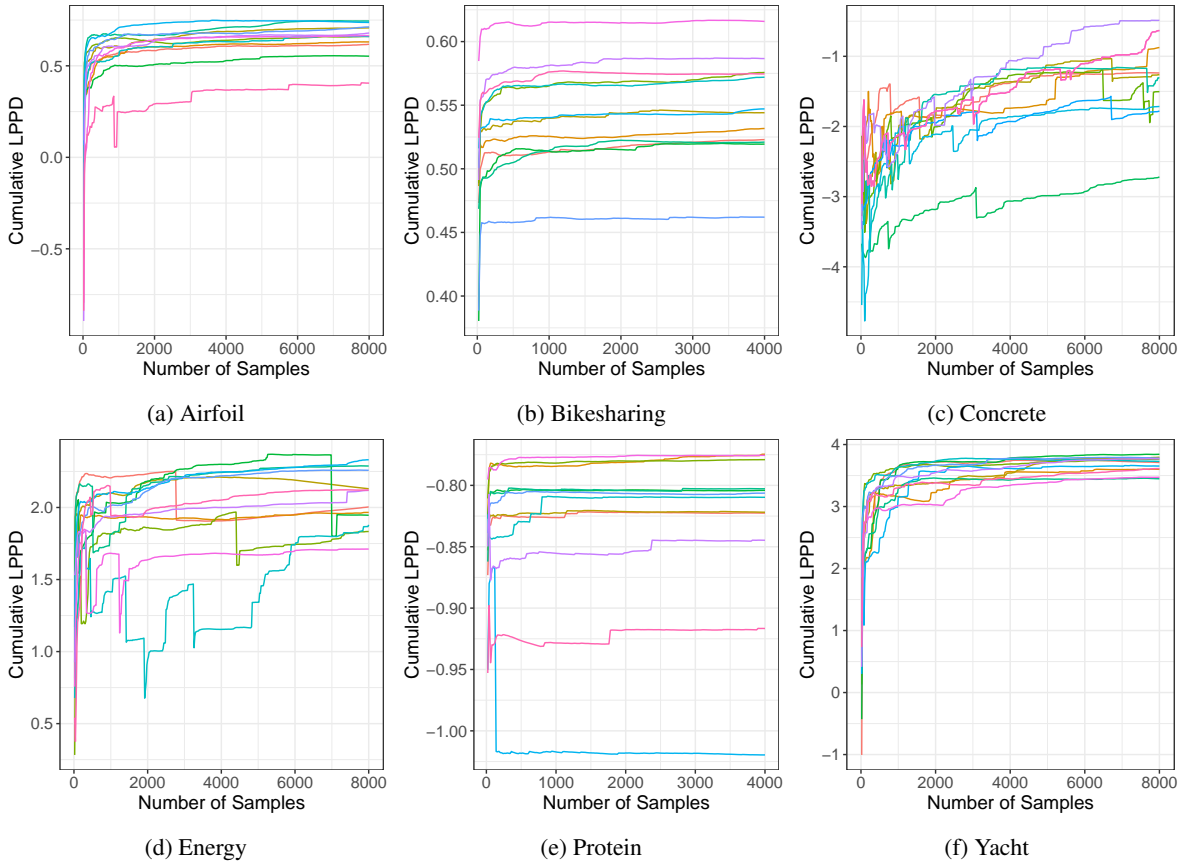 Cumulative LPPD
0.5
0.0
−0.5
0 2000 4000 6000 8000
Number of Samples
(a) Airfoil
Cumulative LPPD
0.60
0.55
0.50
0.45
0.40
0 1000 2000 3000 4000
Number of Samples
(b) Bikesharing
Cumulative LPPD
−1
−2
−3
−4
0 2000 4000 6000 8000
Number of Samples
(c) Concrete
Cumulative LPPD
2.0
1.5
1.0
0.5
0 2000 4000 6000 8000
Number of Samples
(d) Energy
Cumulative LPPD
−0.80
−0.85
−0.90
−0.95
−1.00
0 1000 2000 3000 4000
Number of Samples
(e) Protein
Cumulative LPPD
4
3
2
1
0
−1
0 2000 4000 6000 8000
Number of Samples
(f) Yacht